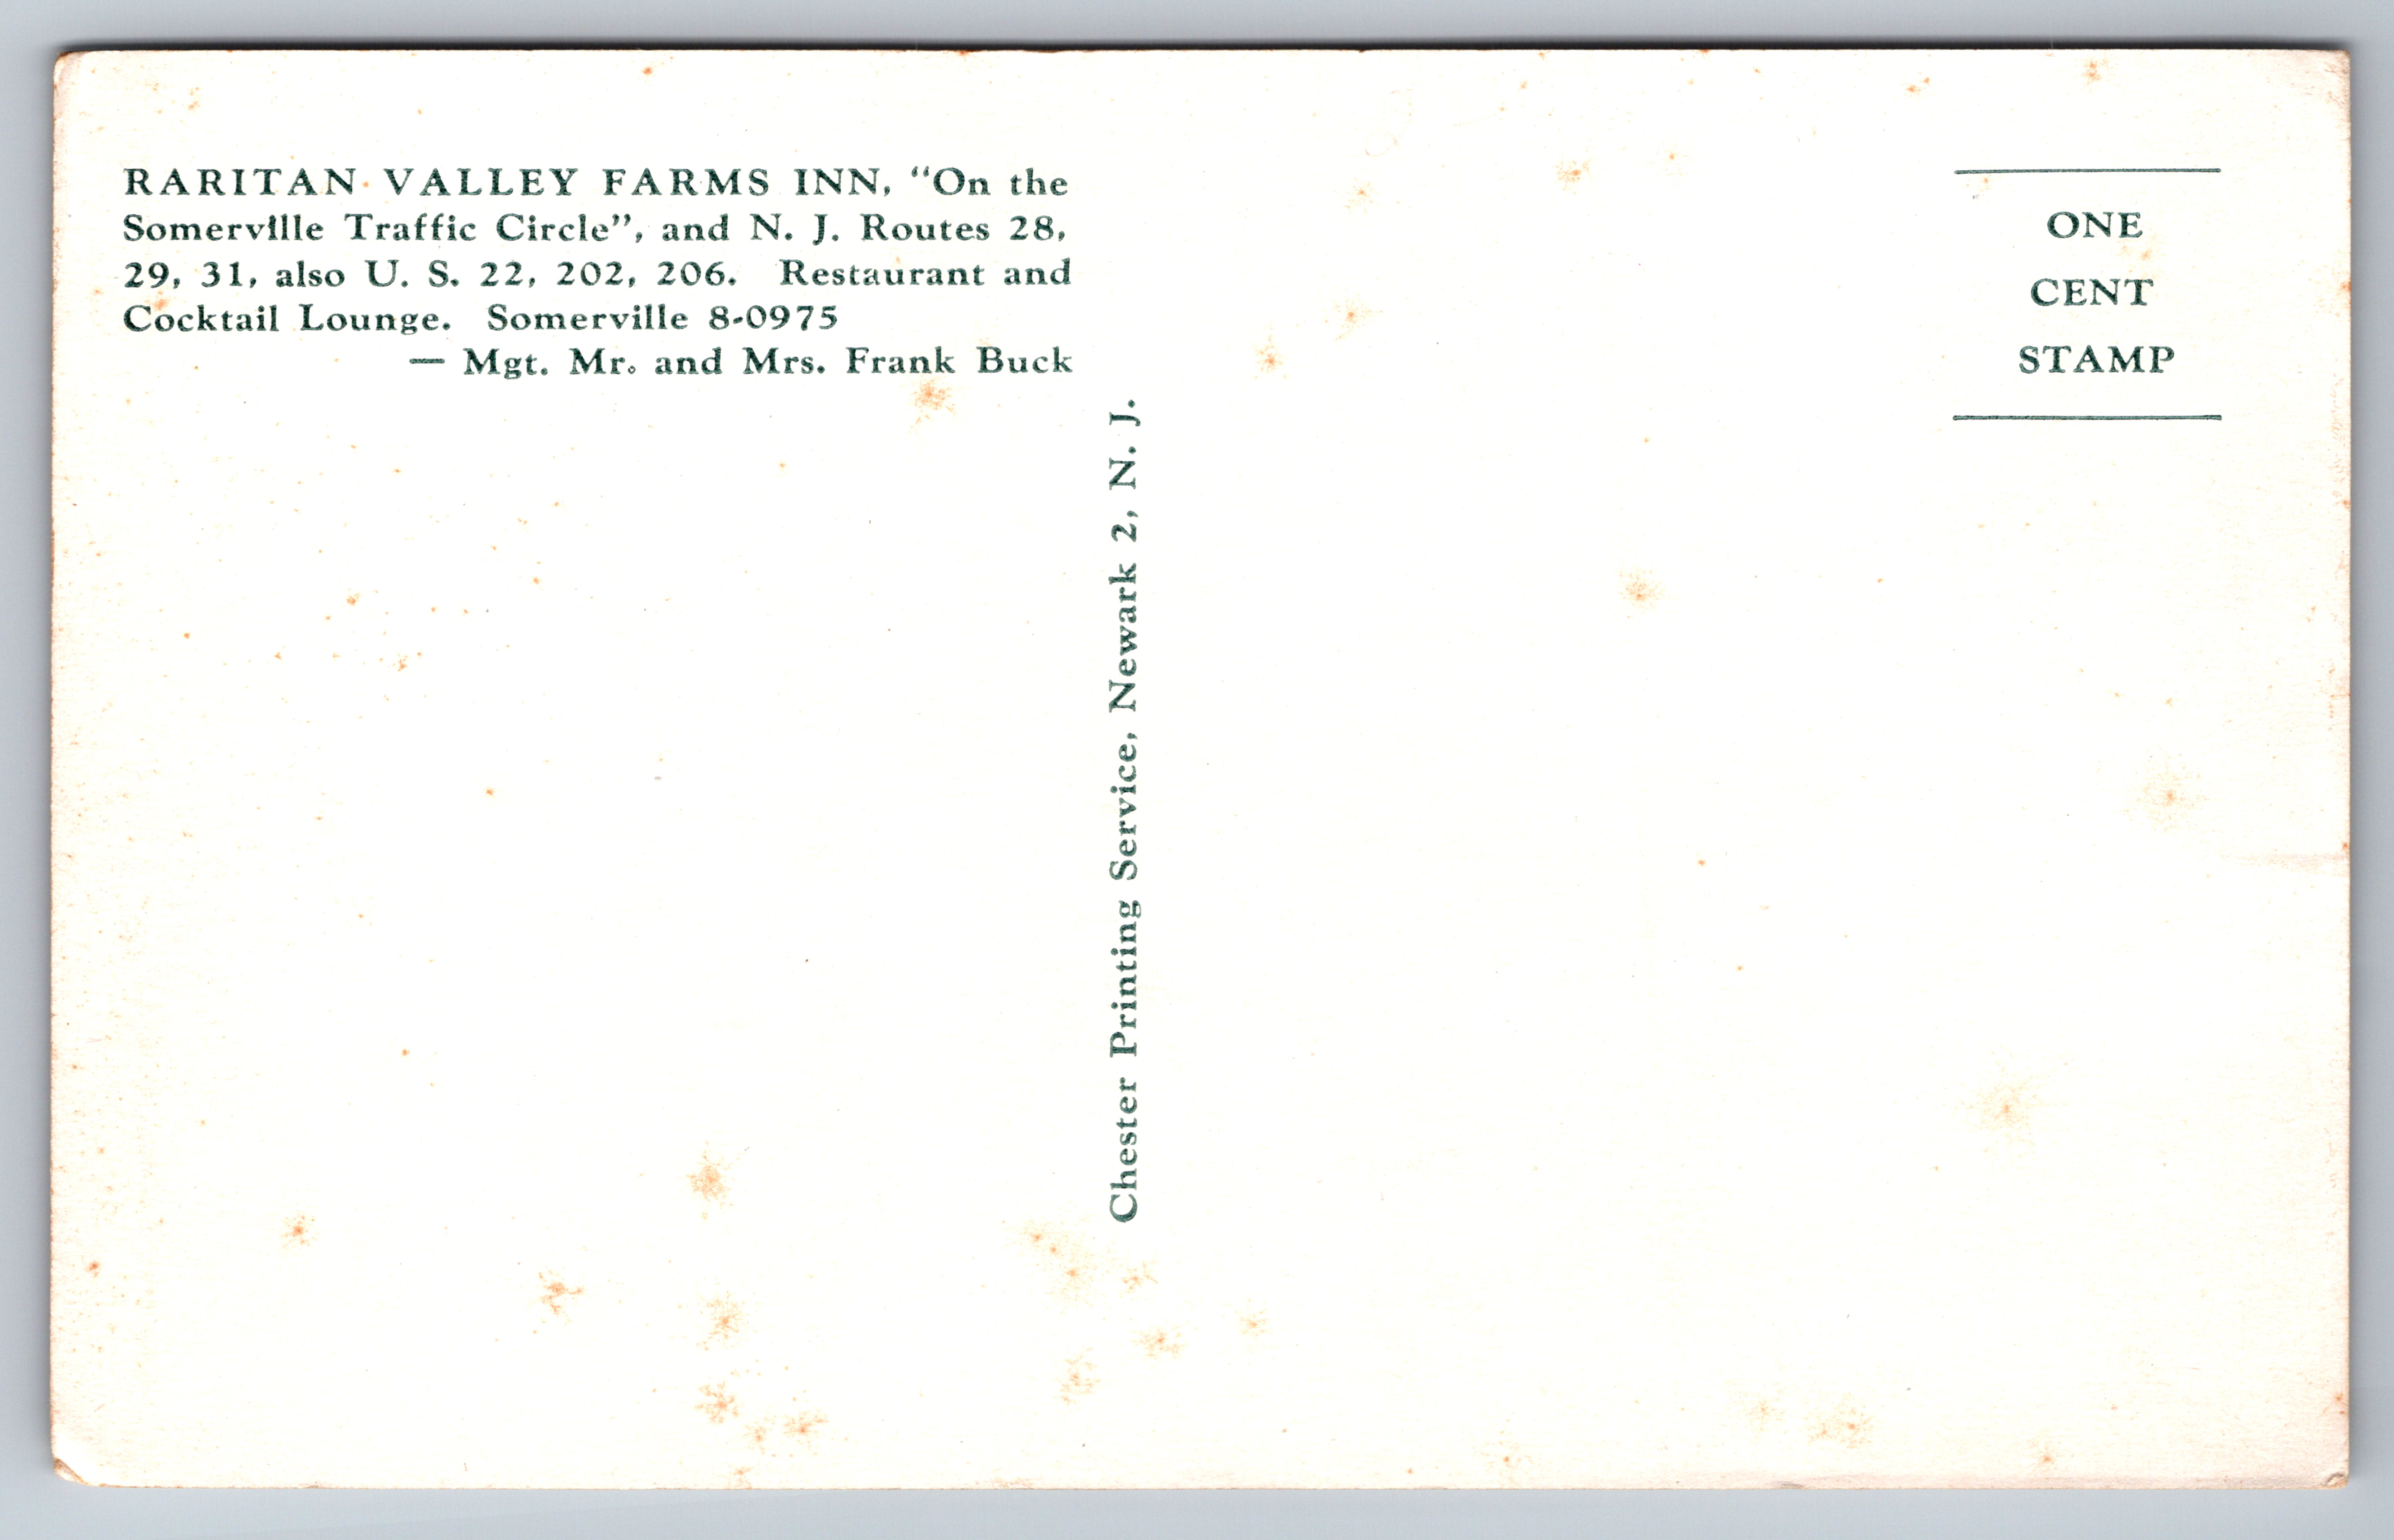 RARITAN VALLEY FARMS INN, “On the
Somerville Traffic Circle”, and N. J. Routes 28,
29, 31, also U. S. 22, 202, 206. Restaurant and
Cocktail Lounge. Somerville 8-0975
— Mgt. Mr. and Mrs. Frank Buck
Chester Printing Service, Newark 2, N. J.
ONE
CENT
STAMP